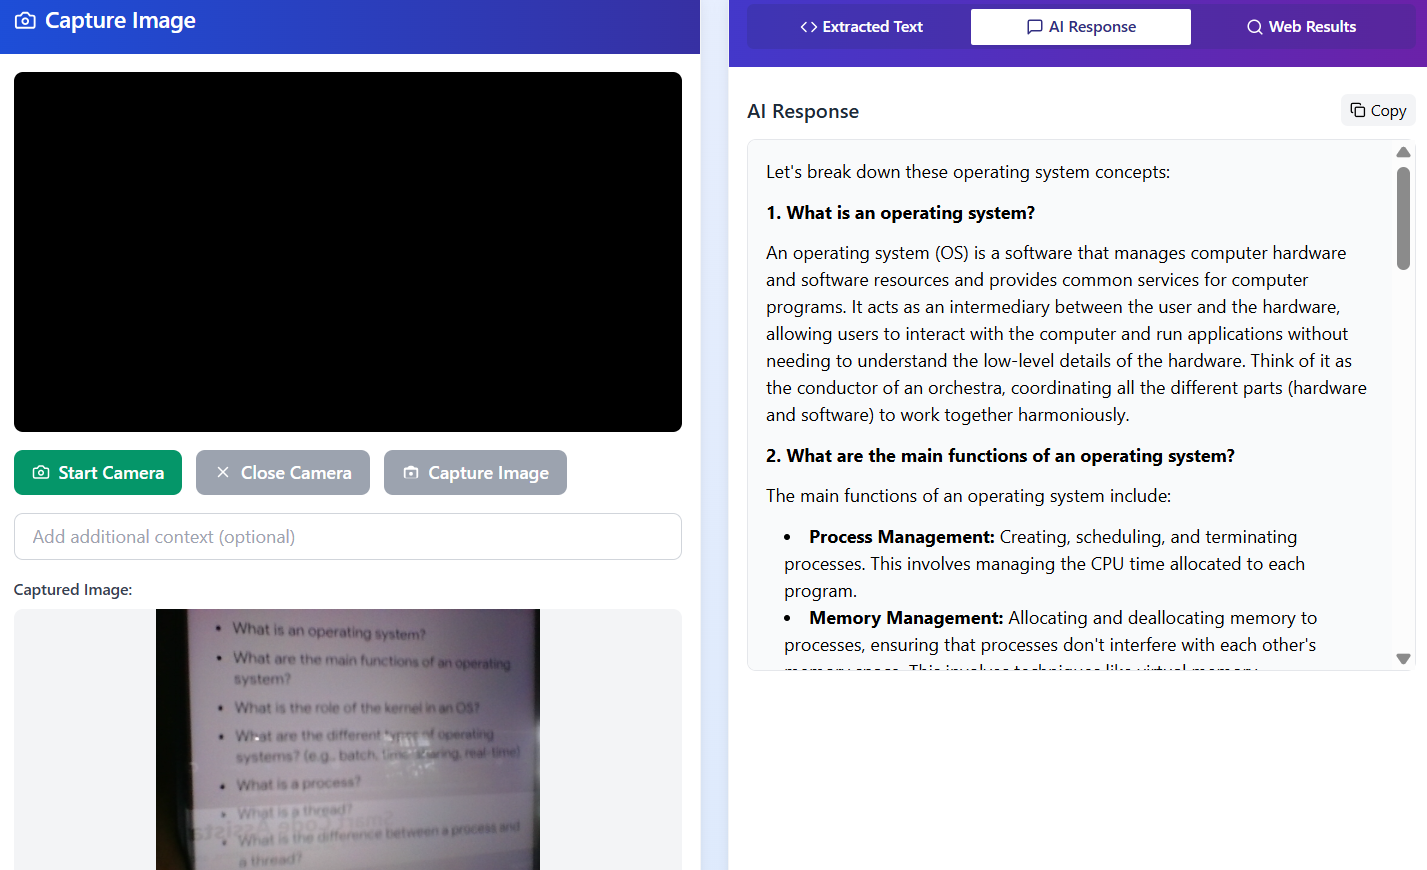 Capture Image
Start Camera
Close Camera
Capture Image
Add additional context (optional)
Captured Image:
• What is an operating system?
• What are the main functions of an operating
system?
• What is the role of the kernel in an OS?
• What are the different types of operating
systems? (e.g., batch, time-sharing, real-time)
• What is a process?
• What is a thread?
Smart Code Assista
• What is the difference between a process and
a thread?
Extracted Text
AI Response
Web Results
AI Response
Copy
Let's break down these operating system concepts:
1. What is an operating system?
An operating system (OS) is a software that manages computer hardware
and software resources and provides common services for computer
programs. It acts as an intermediary between the user and the hardware,
allowing users to interact with the computer and run applications without
needing to understand the low-level details of the hardware. Think of it as
the conductor of an orchestra, coordinating all the different parts (hardware
and software) to work together harmoniously.
2. What are the main functions of an operating system?
The main functions of an operating system include:
• Process Management: Creating, scheduling, and terminating
processes. This involves managing the CPU time allocated to each
program.
• Memory Management: Allocating and deallocating memory to
processes, ensuring that processes don't interfere with each other's
memory space. This involves techniques like virtual memory